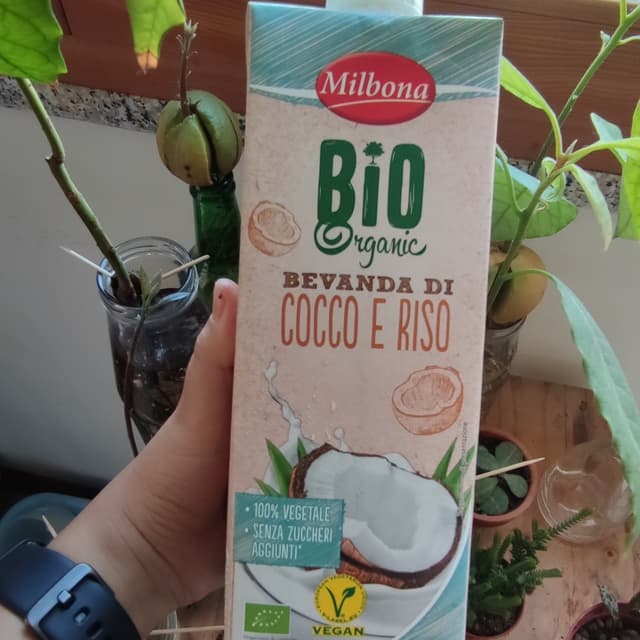 Milbona
BiO
Organic
BEVANDA DI
COCCO E RISO
• 100% VEGETALE
• SENZA ZUCCHERI
AGGIUNTI*
VEGAN